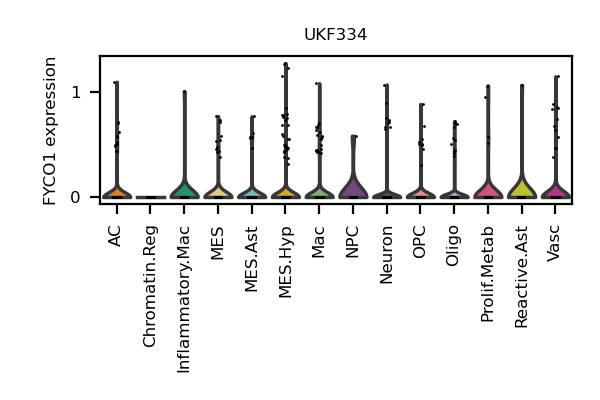 UKF334
FYCO1 expression
1
0
AC
Chromatin.Reg
Inflammatory.Mac
MES
MES.Ast
MES.Hyp
Mac
NPC
Neuron
OPC
Oligo
Prolif.Metab
Reactive.Ast
Vasc